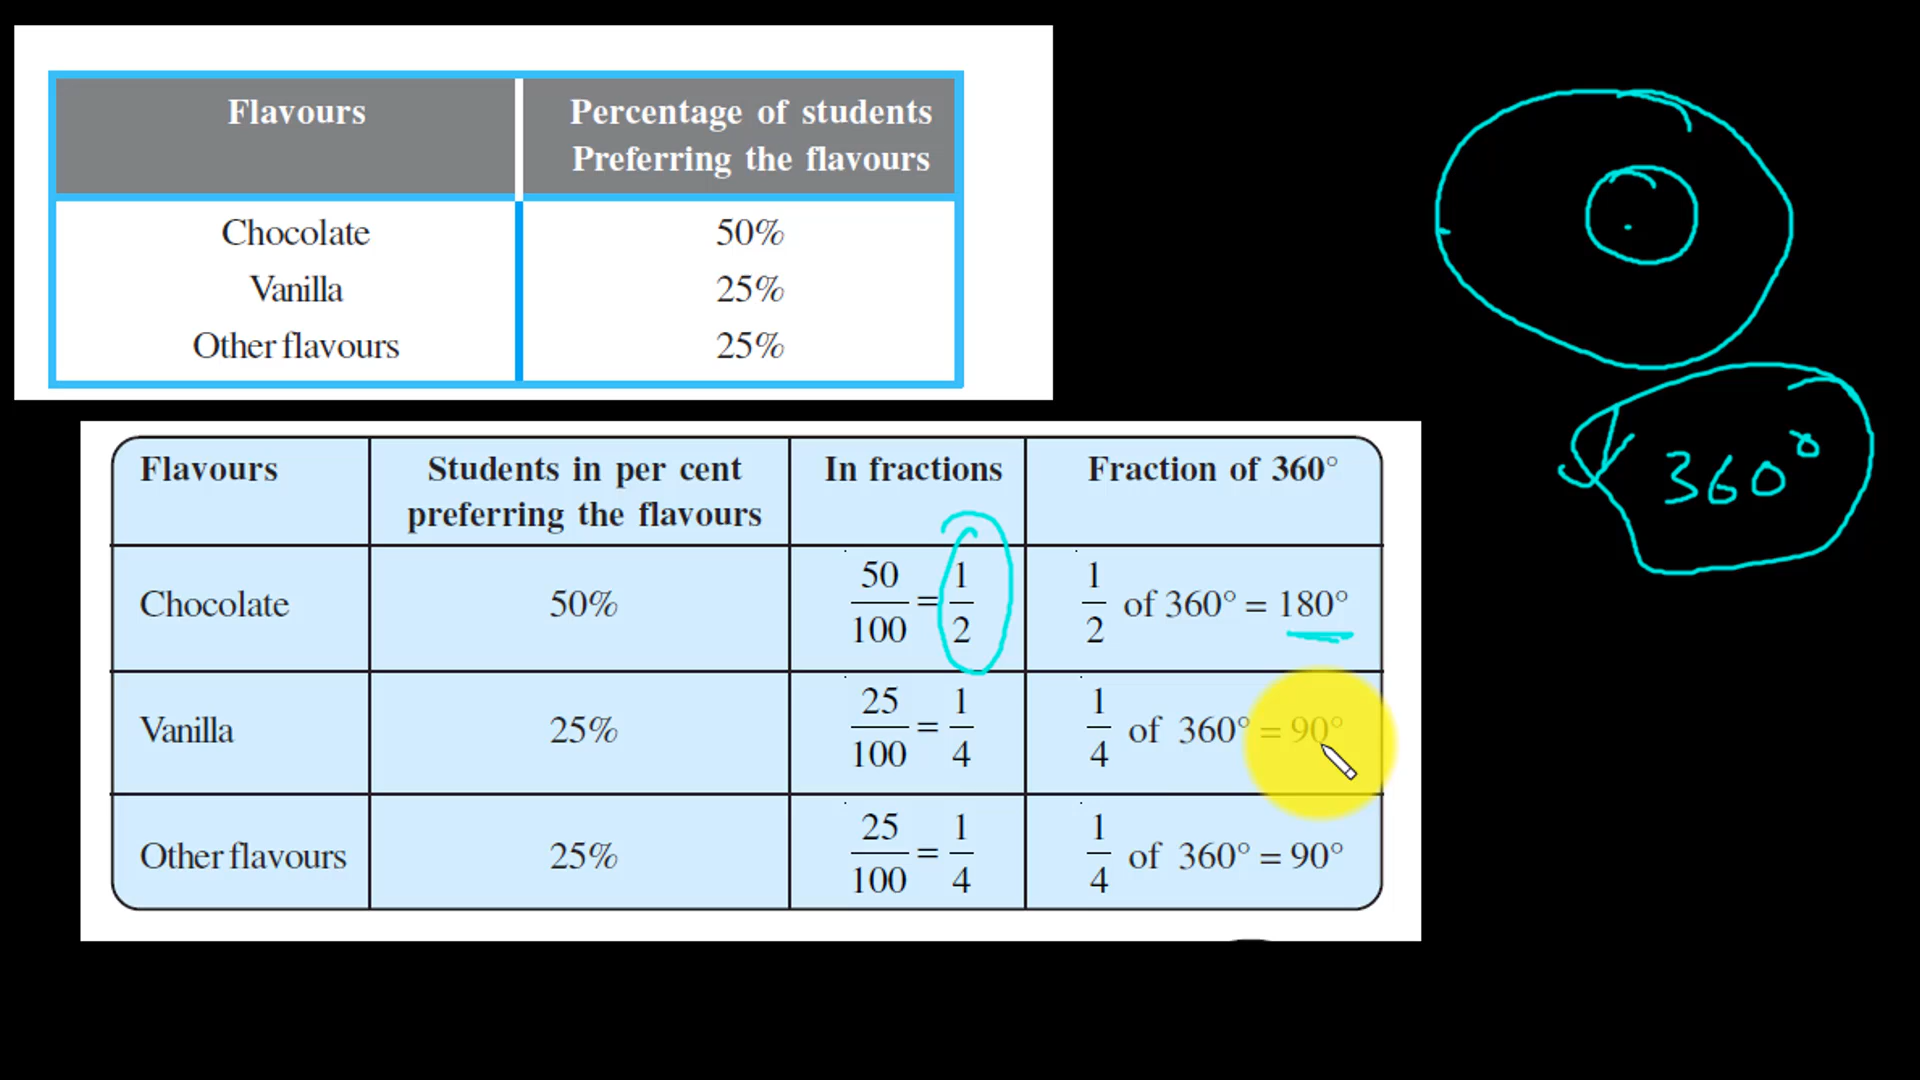 Flavours Percentage of students
Preferring the flavours
Chocolate 50%
Vanilla 25%
Other flavours 25%
360°
Flavours Students in per cent In fractions Fraction of 360°
preferring the flavours
Chocolate 50% 50/100 = 1/2 1/2 of 360° = 180°
Vanilla 25% 25/100 = 1/4 1/4 of 360° = 90°
Other flavours 25% 25/100 = 1/4 1/4 of 360° = 90°